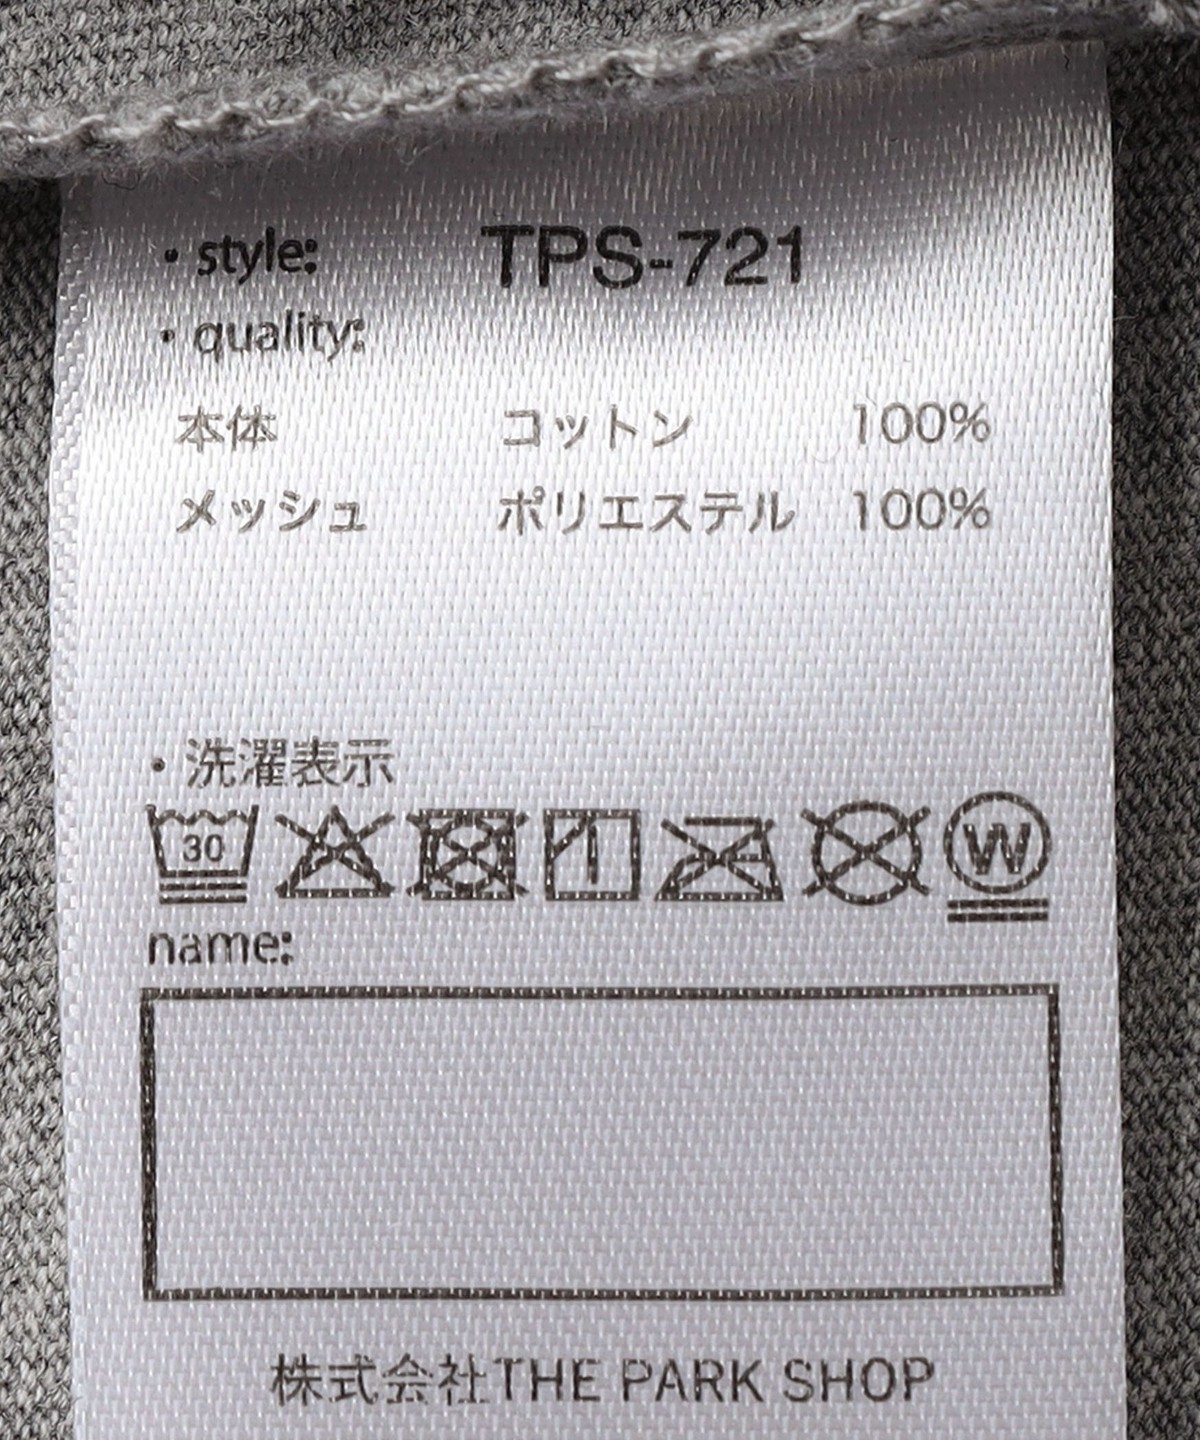 ・style: TPS-721
・quality:
本体 コットン 100%
メッシュ ポリエステル 100%
・洗濯表示
30 W
name:
株式会社THE PARK SHOP